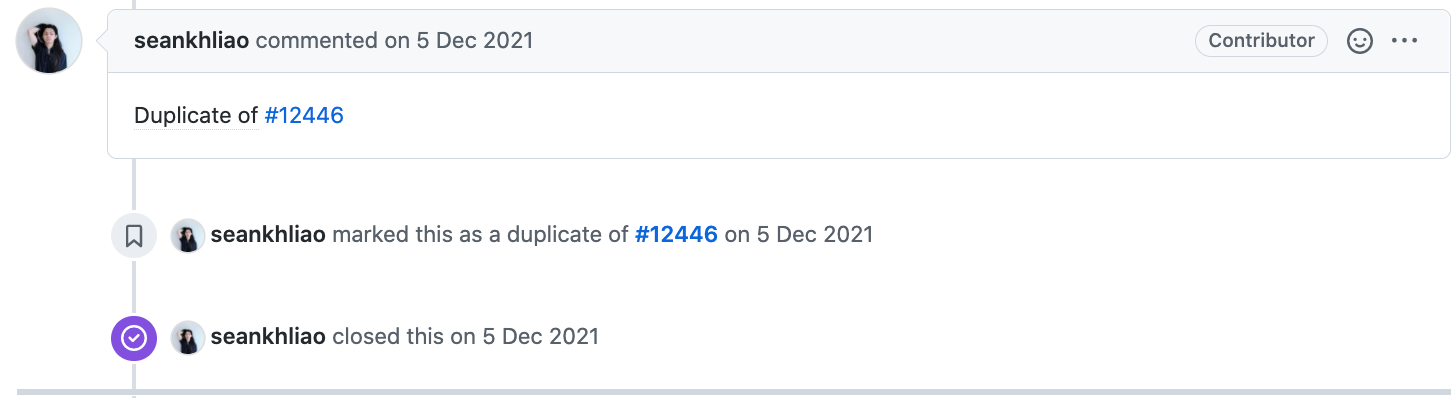 seankhliao commented on 5 Dec 2021 Contributor
Duplicate of #12446
seankhliao marked this as a duplicate of #12446 on 5 Dec 2021
seankhliao closed this on 5 Dec 2021